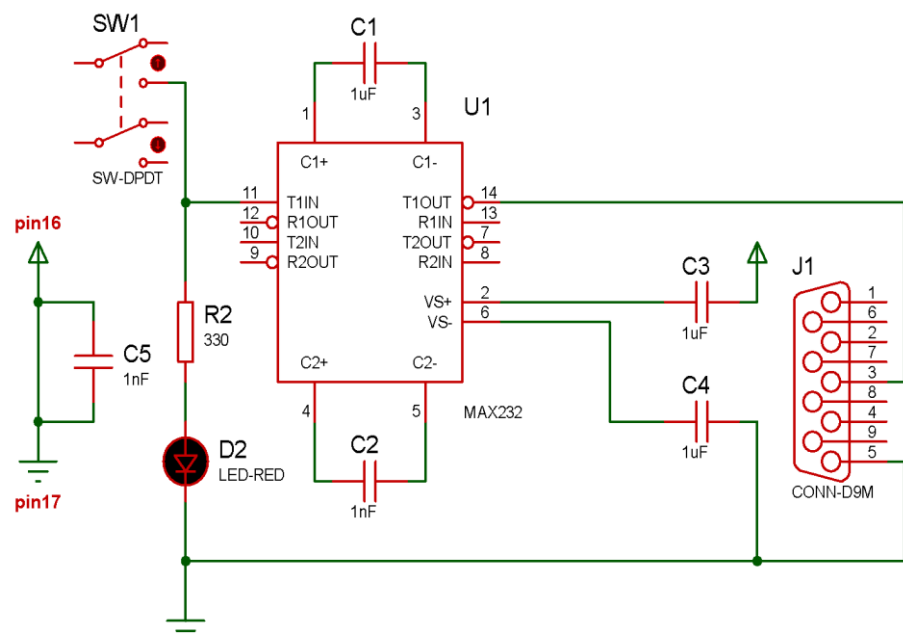 SW1
SW-DPDT
C1
1uF
1
3
U1
C1+
C1-
11
T1IN
T1OUT
14
12
R1OUT
R1IN
13
10
T2IN
T2OUT
7
9
R2OUT
R2IN
8
VS+
2
VS-
6
C2+
C2-
4
5
MAX232
C2
1nF
pin16
C5
1nF
pin17
R2
330
D2
LED-RED
C3
1uF
C4
1uF
J1
1
6
2
7
3
8
4
9
5
CONN-D9M